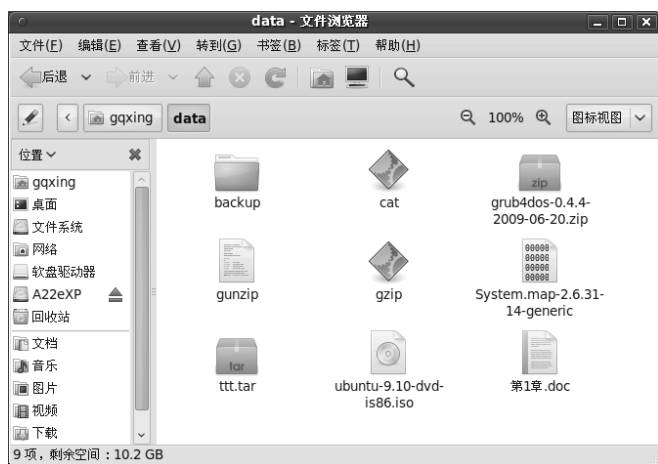 data - 文件浏览器
文件(F) 编辑(E) 查看(V) 转到(G) 书签(B) 标签(T) 帮助(H)
后退 前进
gqxing data 100% 图标视图
位置
gqxing
桌面
文件系统
网络
软盘驱动器
A22eXP
回收站
文档
音乐
图片
视频
下载
backup
cat
zip
grub4dos-0.4.4-
2009-06-20.zip
gunzip
gzip
00000
00000
00000
00000
System.map-2.6.31-
14-generic
tar
ttt.tar
ubuntu-9.10-dvd-
is86.iso
第1章.doc
9 项，剩余空间：10.2 GB